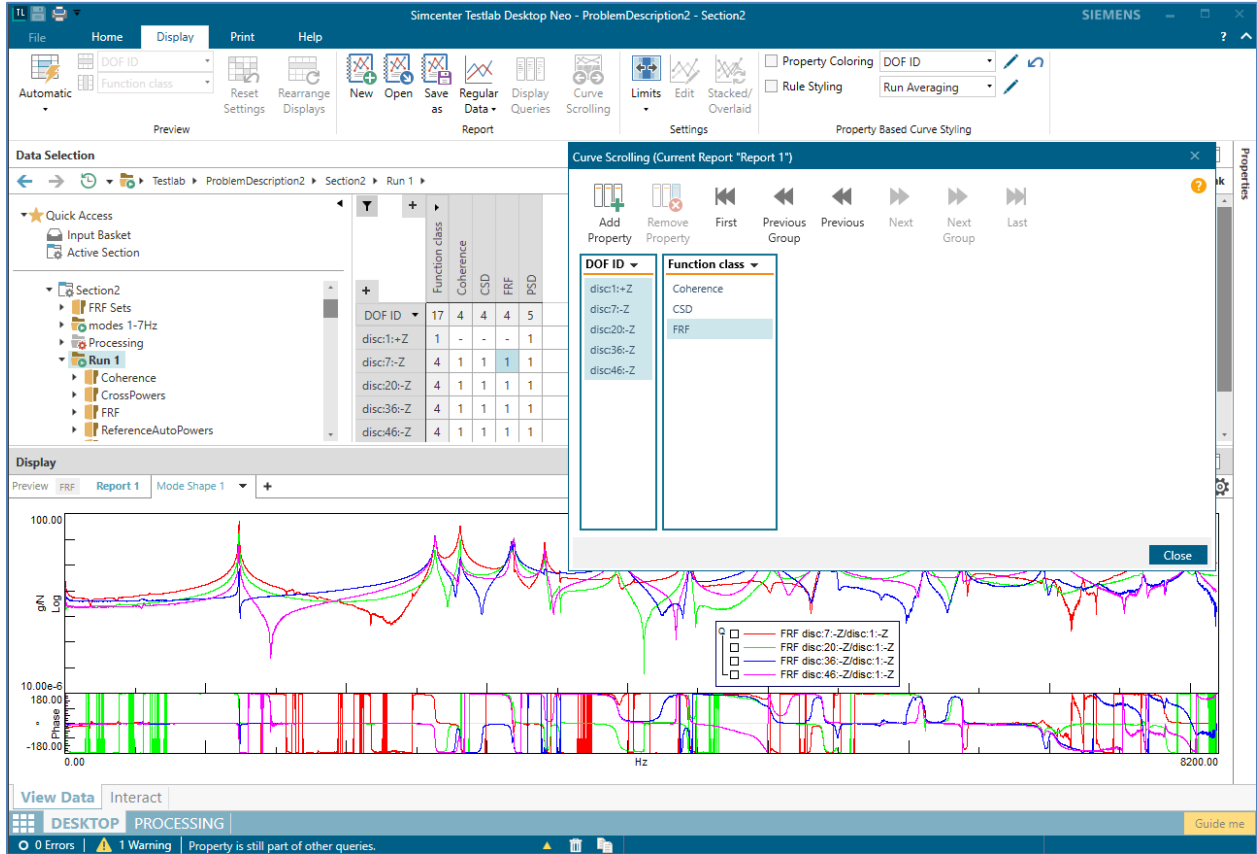 TL
Simcenter Testlab Desktop Neo - ProblemDescription2 - Section2
SIEMENS
File Home Display Print Help
?
Automatic
DOF ID
Function class
Reset Settings
Rearrange Displays
Preview
New
Open
Save as
Regular Data
Display Queries
Curve Scrolling
Report
Limits
Edit
Stacked/ Overlaid
Settings
Property Coloring DOF ID
Rule Styling Run Averaging
Property Based Curve Styling
Data Selection
Testlab ProblemDescription2 Section2 Run 1
Quick Access
Input Basket
Active Section
Section2
FRF Sets
modes 1-7Hz
Processing
Run 1
Coherence
CrossPowers
FRF
ReferenceAutoPowers
Function class Coherence CSD FRF PSD
DOF ID 17 4 4 4 5
disc:1:+Z 1 - - - 1
disc:7:-Z 4 1 1 1 1
disc:20:-Z 4 1 1 1 1
disc:36:-Z 4 1 1 1 1
disc:46:-Z 4 1 1 1 1
Curve Scrolling (Current Report "Report 1")
Add Property
Remove Property
First
Previous Group
Previous
Next
Next Group
Last
?
DOF ID
disc:1:+Z
disc:7:-Z
disc:20:-Z
disc:36:-Z
disc:46:-Z
Function class
Coherence
CSD
FRF
Close
Properties
Display
Preview FRF Report 1 Mode Shape 1 +
100.00
g/N
Log
10.00e-6
180.00
Phase
°
-180.00
0.00
Hz
8200.00
FRF disc:7:-Z/disc:1:-Z
FRF disc:20:-Z/disc:1:-Z
FRF disc:36:-Z/disc:1:-Z
FRF disc:46:-Z/disc:1:-Z
View Data Interact
DESKTOP PROCESSING
Guide me
0 Errors 1 Warning Property is still part of other queries.